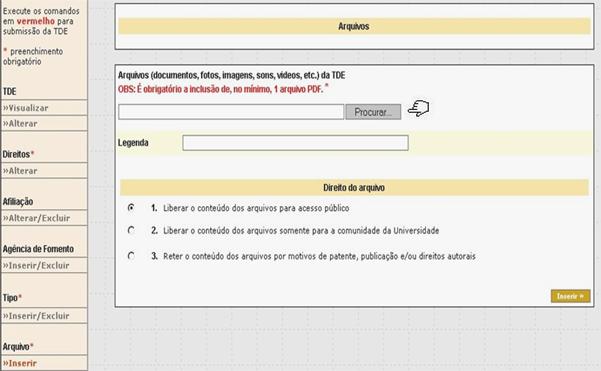 Execute os comandos
em vermelho para
submissão da TDE
* preenchimento
obrigatório
TDE
»Visualizar
»Alterar
Direitos*
»Alterar
Afiliação
»Alterar/Excluir
Agência de Fomento
»Inserir/Excluir
Tipo*
»Inserir/Excluir
Arquivo*
»Inserir
Arquivos
Arquivos (documentos, fotos, imagens, sons, videos, etc.) da TDE
OBS: É obrigatório a inclusão de, no mínimo, 1 arquivo PDF. *
Procurar...
Legenda
Direito do arquivo
1. Liberar o conteúdo dos arquivos para acesso público
2. Liberar o conteúdo dos arquivos somente para a comunidade da Universidade
3. Reter o conteúdo dos arquivos por motivos de patente, publicação e/ou direitos autorais
Inserir »